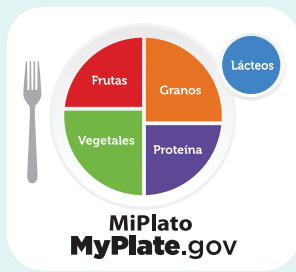 Lácteos
Frutas
Granos
Vegetales
Proteína
MiPlato
MyPlate.gov